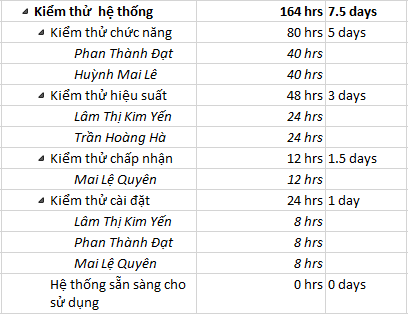 Kiểm thử hệ thống 164 hrs 7.5 days
Kiểm thử chức năng 80 hrs 5 days
Phan Thành Đạt 40 hrs
Huỳnh Mai Lê 40 hrs
Kiểm thử hiệu suất 48 hrs 3 days
Lâm Thị Kim Yến 24 hrs
Trần Hoàng Hà 24 hrs
Kiểm thử chấp nhận 12 hrs 1.5 days
Mai Lệ Quyên 12 hrs
Kiểm thử cài đặt 24 hrs 1 day
Lâm Thị Kim Yến 8 hrs
Phan Thành Đạt 8 hrs
Mai Lệ Quyên 8 hrs
Hệ thống sẵn sàng cho 0 hrs 0 days
sử dụng